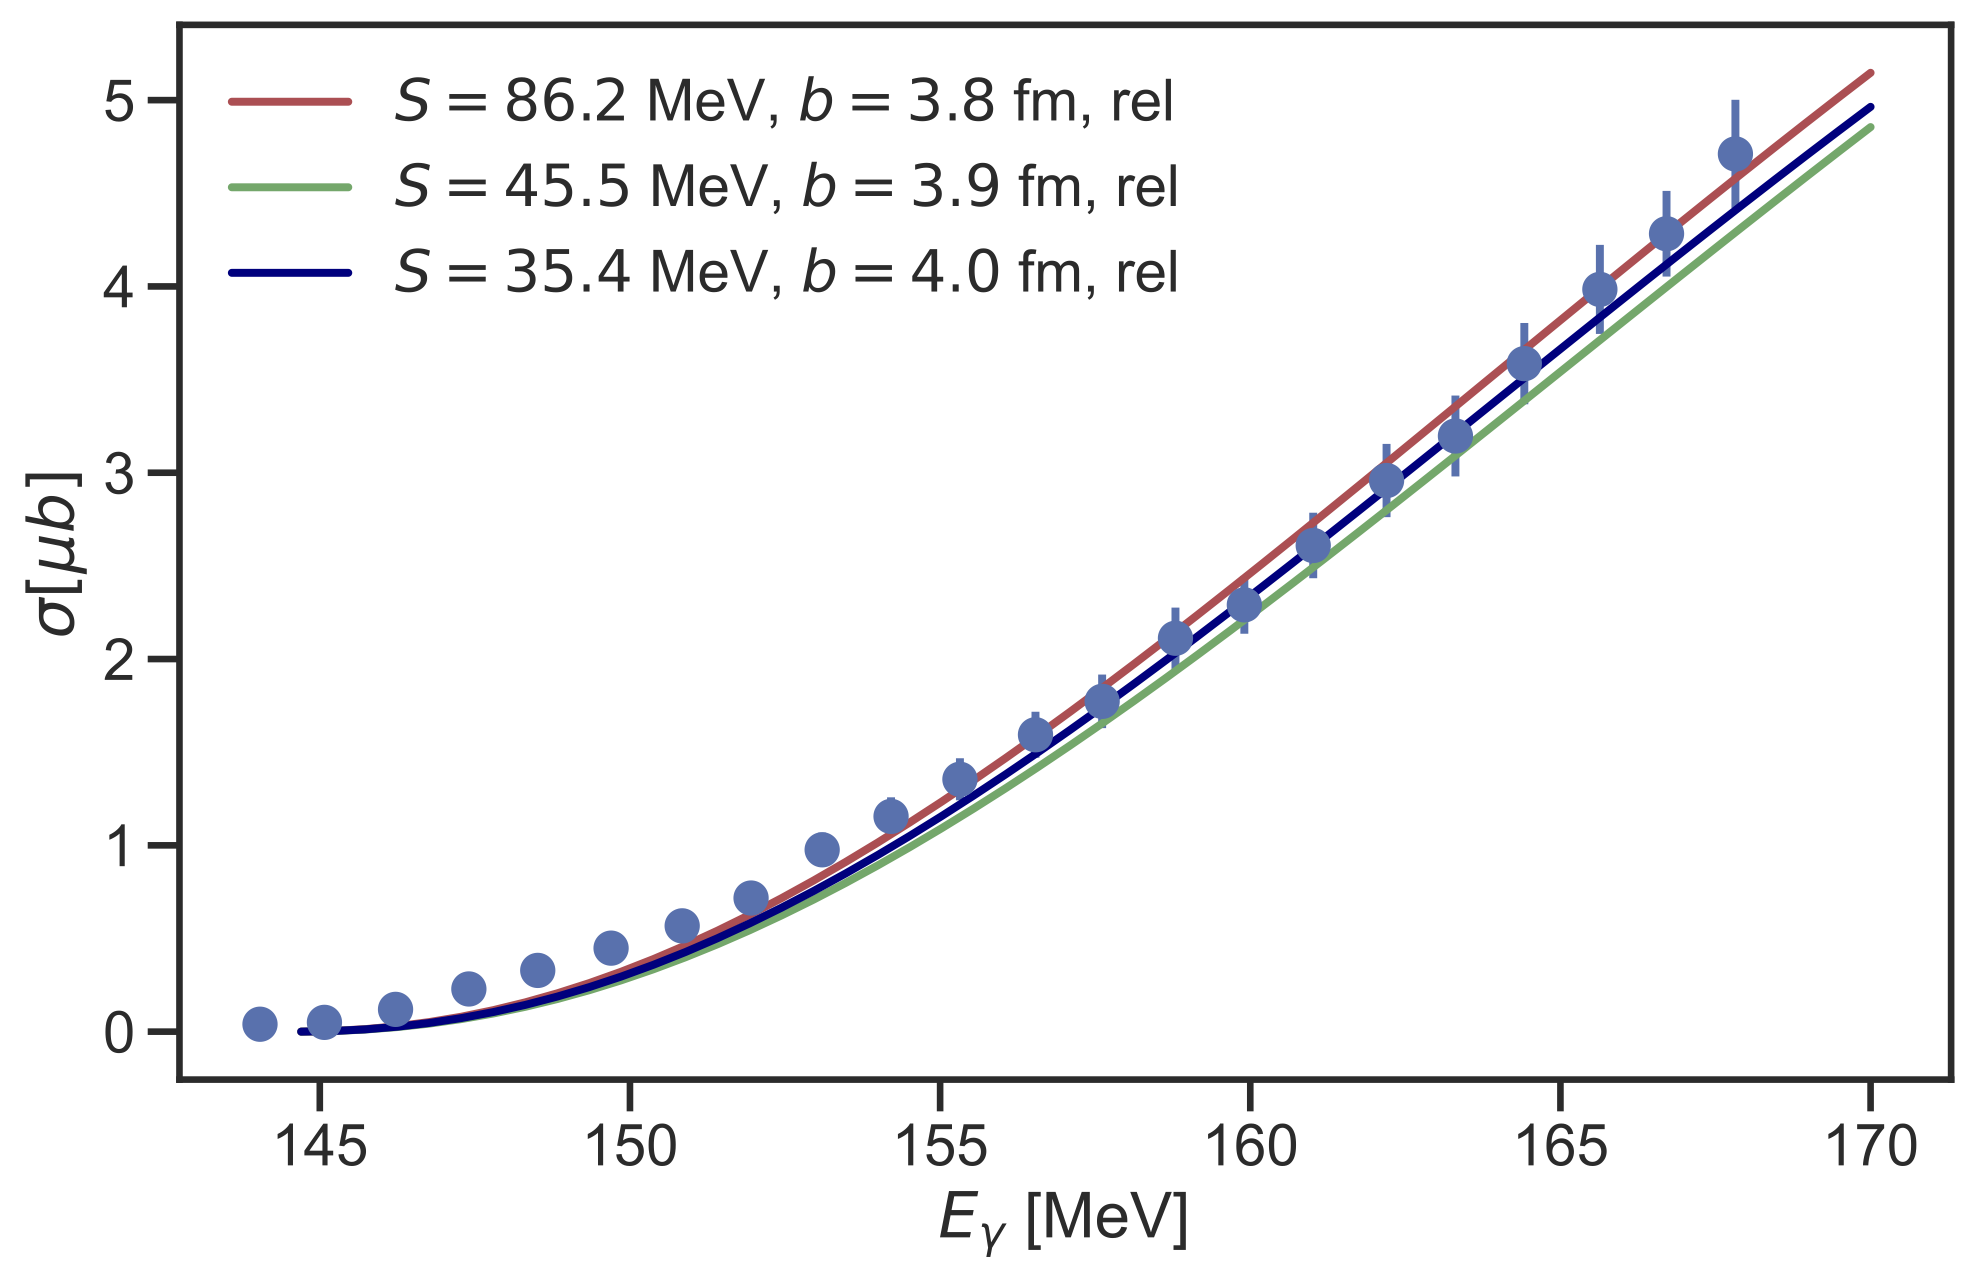 S = 86.2 MeV, b = 3.8 fm, rel
S = 45.5 MeV, b = 3.9 fm, rel
S = 35.4 MeV, b = 4.0 fm, rel
5
4
3
2
1
0
σ[μb]
145 150 155 160 165 170
E_γ [MeV]